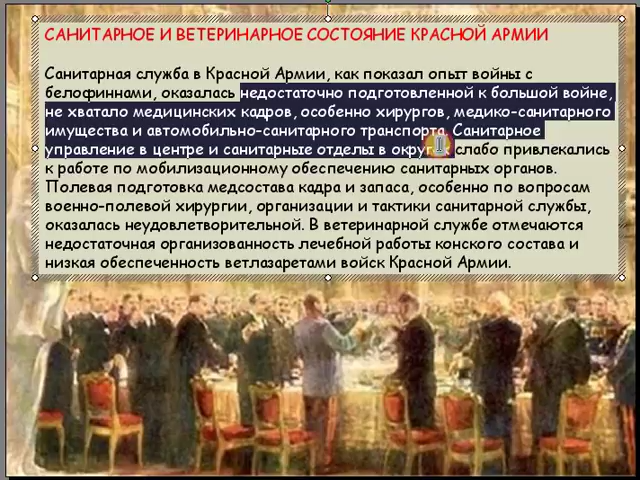 САНИТАРНОЕ И ВЕТЕРИНАРНОЕ СОСТОЯНИЕ КРАСНОЙ АРМИИ
Санитарная служба в Красной Армии, как показал опыт войны с
белофиннами, оказалась недостаточно подготовленной к большой войне,
не хватало медицинских кадров, особенно хирургов, медико-санитарного
имущества и автомобильно-санитарного транспорта. Санитарное
управление в центре и санитарные отделы в округах слабо привлекались
к работе по мобилизационному обеспечению санитарных органов.
Полевая подготовка медсостава кадра и запаса, особенно по вопросам
военно-полевой хирургии, организации и тактики санитарной службы,
оказалась неудовлетворительной. В ветеринарной службе отмечаются
недостаточная организованность лечебной работы конского состава и
низкая обеспеченность ветлазаретами войск Красной Армии.